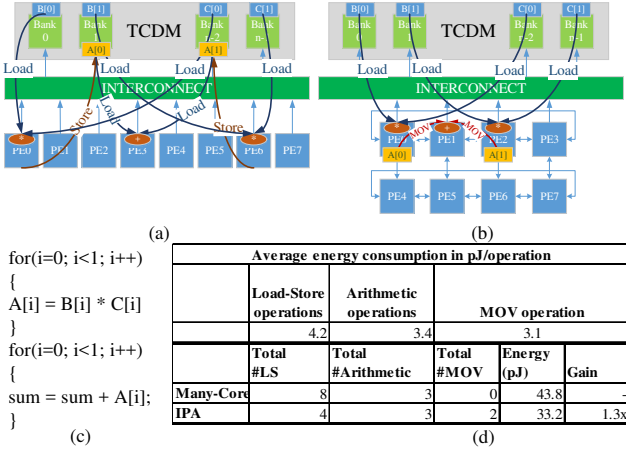 B[0] B[1] C[0] C[1]
TCDM
Bank 0
Bank 1
Bank n-2
Bank n-1
A[0] A[1]
Load Load Load Load
INTERCONNECT
Store Load Load Store
* + *
PE0 PE1 PE2 PE3 PE4 PE5 PE6 PE7
(a)
B[0] B[1] C[0] C[1]
TCDM
Bank 0
Bank 1
Bank n-2
Bank n-1
Load Load Load Load
INTERCONNECT
* MOV + MOV *
PE0 PE1 PE2 PE3
A[0] A[1]
PE4 PE5 PE6 PE7
(b)
for(i=0; i<1; i++)
{
A[i] = B[i] * C[i]
}
for(i=0; i<1; i++)
{
sum = sum + A[i];
}
(c)
Average energy consumption in pJ/operation
Load-Store operations Arithmetic operations MOV operation
4.2 3.4 3.1
Total #LS Total #Arithmetic Total #MOV Energy (pJ) Gain
Many-Core 8 3 0 43.8 -
IPA 4 3 2 33.2 1.3x
(d)